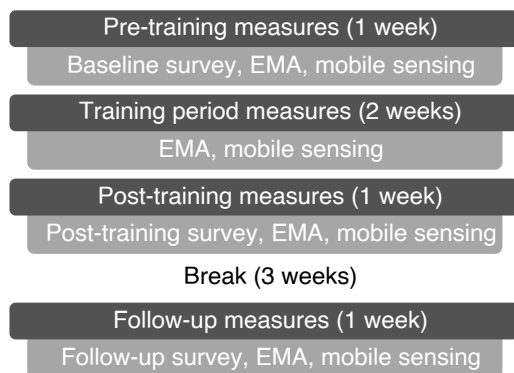 Pre-training measures (1 week)
Baseline survey, EMA, mobile sensing
Training period measures (2 weeks)
EMA, mobile sensing
Post-training measures (1 week)
Post-training survey, EMA, mobile sensing
Break (3 weeks)
Follow-up measures (1 week)
Follow-up survey, EMA, mobile sensing